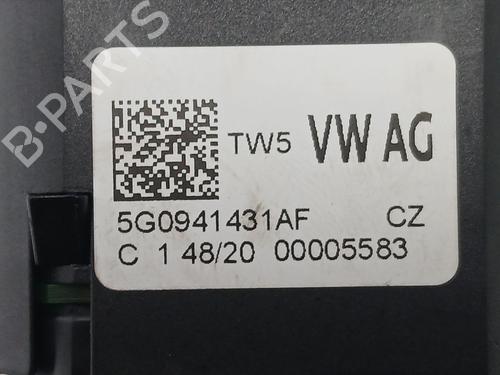 B-PARTS
TW5 VW AG
5G0941431AF CZ
C 1 48/20 00005583